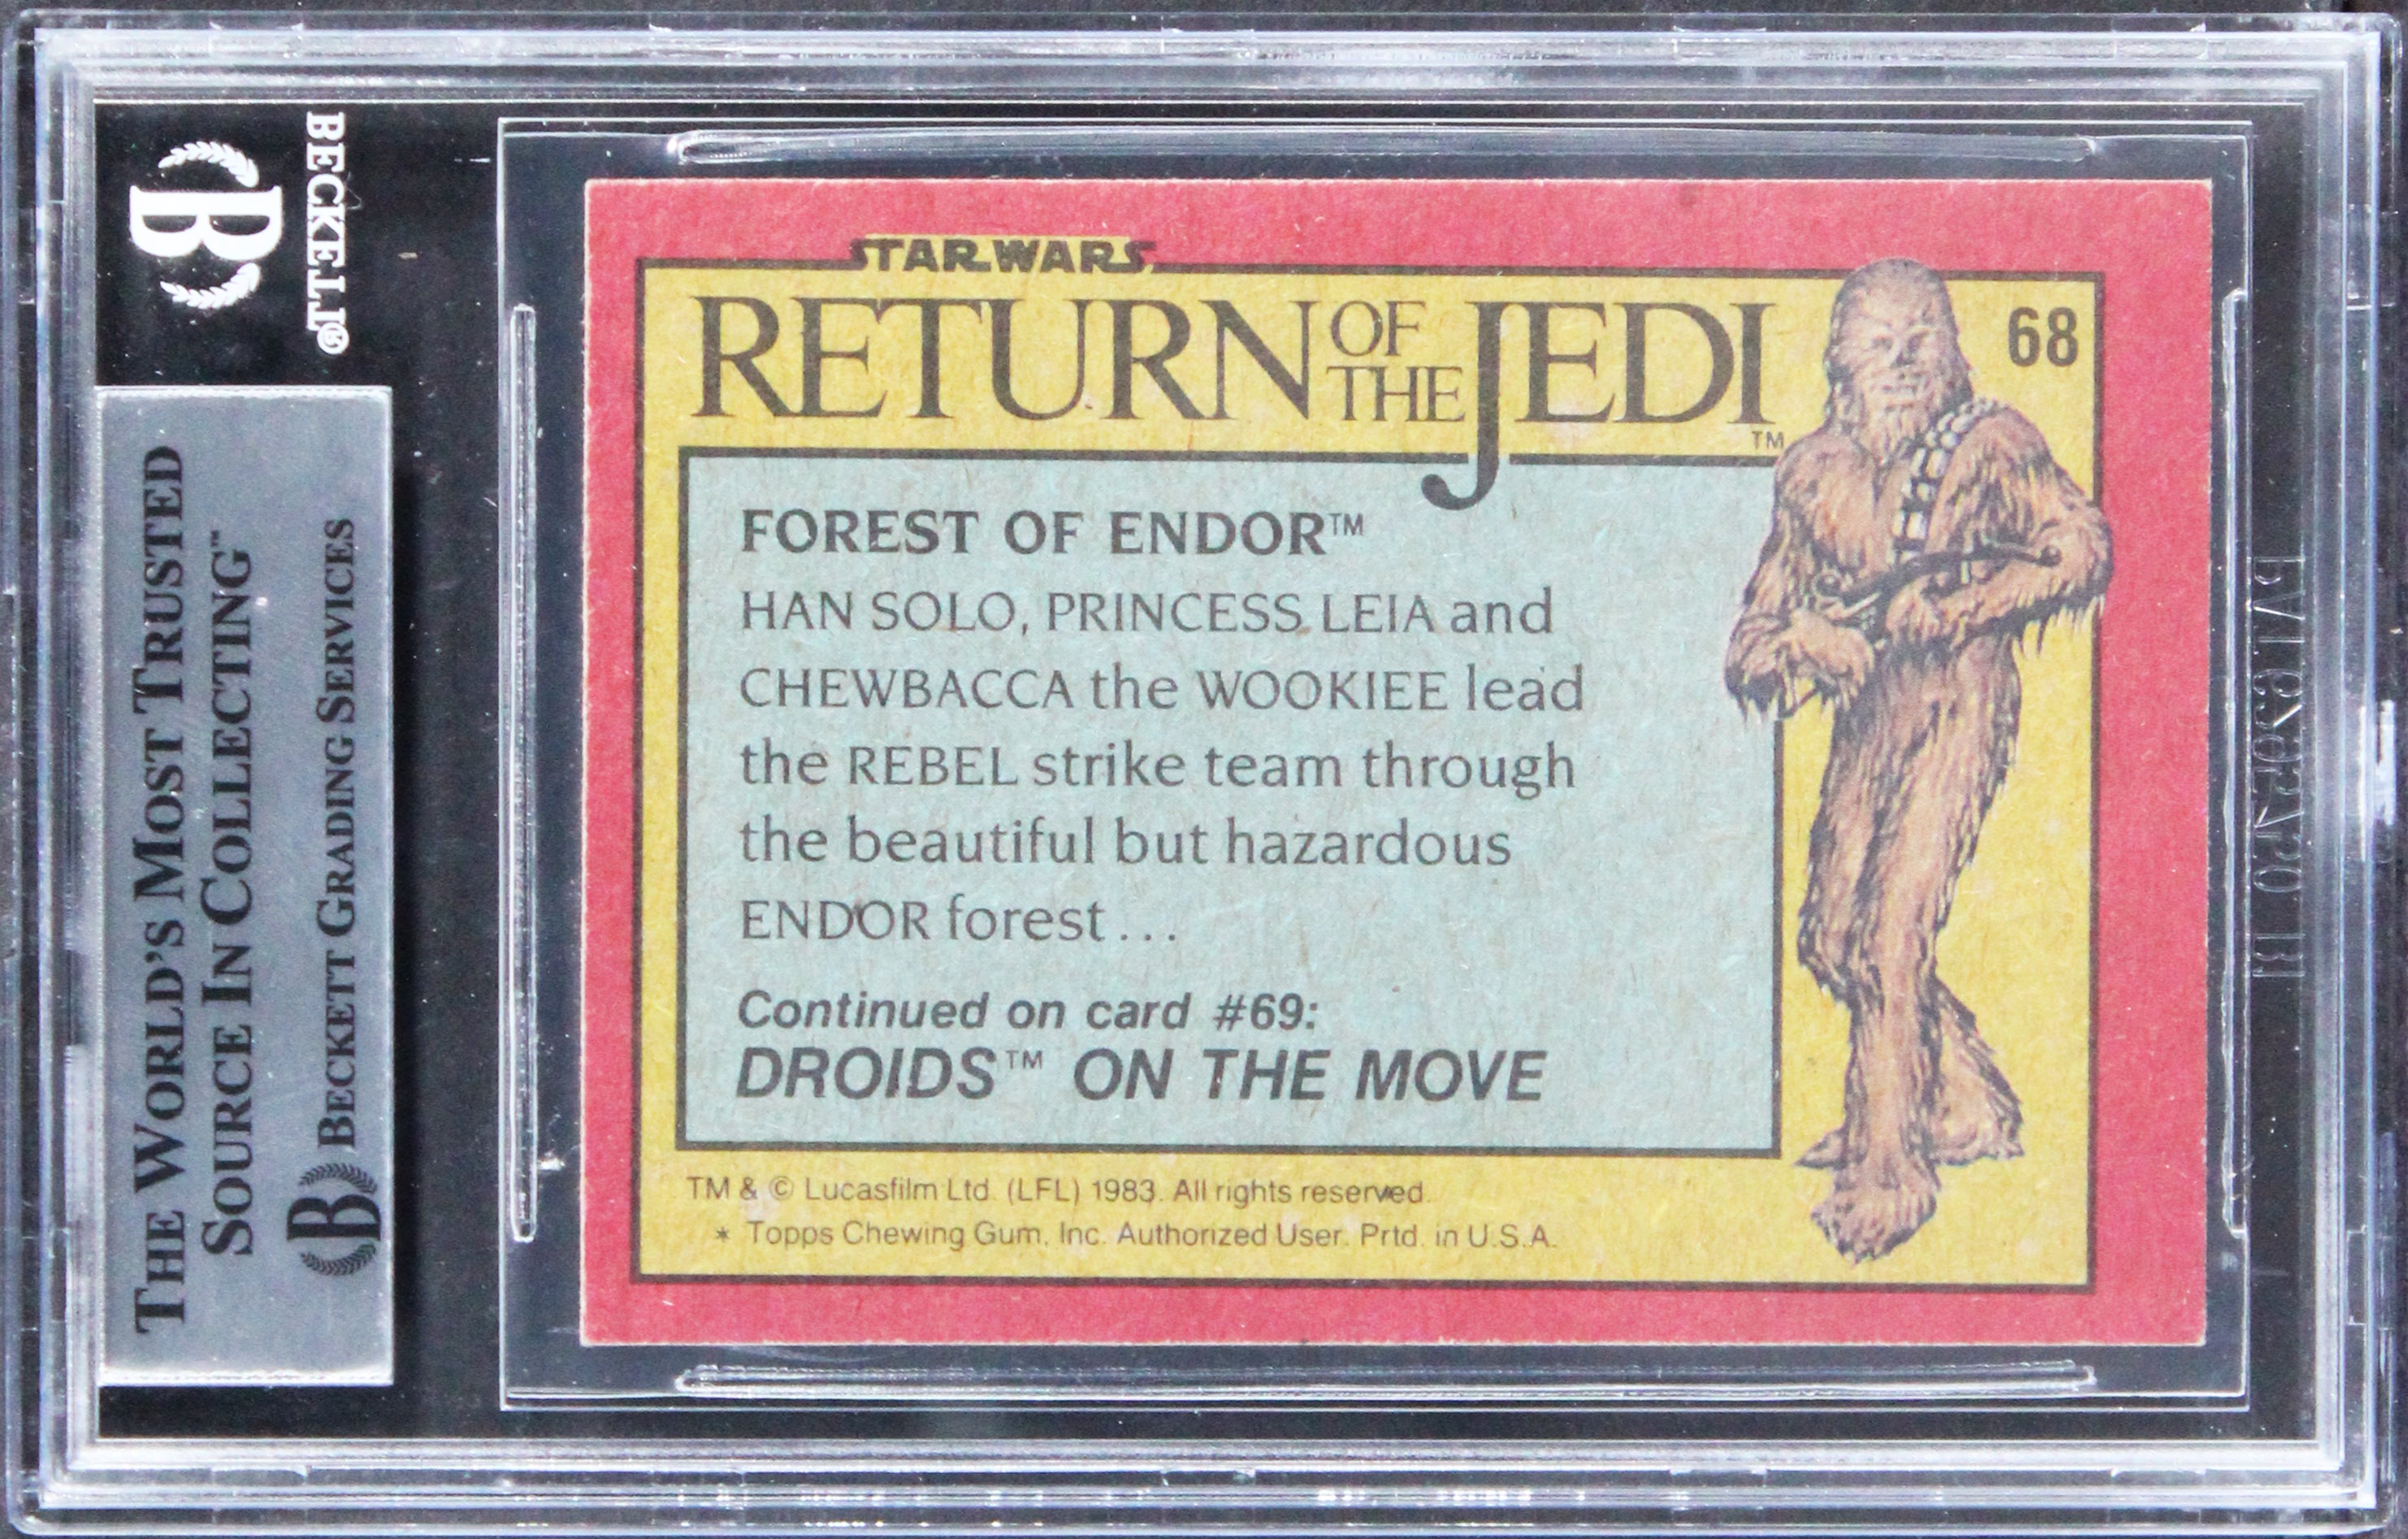 BECKETT®
B
THE WORLD'S MOST TRUSTED
SOURCE IN COLLECTING™
B BECKETT GRADING SERVICES
STAR WARS
RETURN OF THE JEDI™
68
FOREST OF ENDOR™
HAN SOLO, PRINCESS LEIA and
CHEWBACCA the WOOKIEE lead
the REBEL strike team through
the beautiful but hazardous
ENDOR forest...
Continued on card #69:
DROIDS™ ON THE MOVE
TM & © Lucasfilm Ltd. (LFL) 1983. All rights reserved.
* Topps Chewing Gum, Inc. Authorized User. Prtd. in U.S.A.